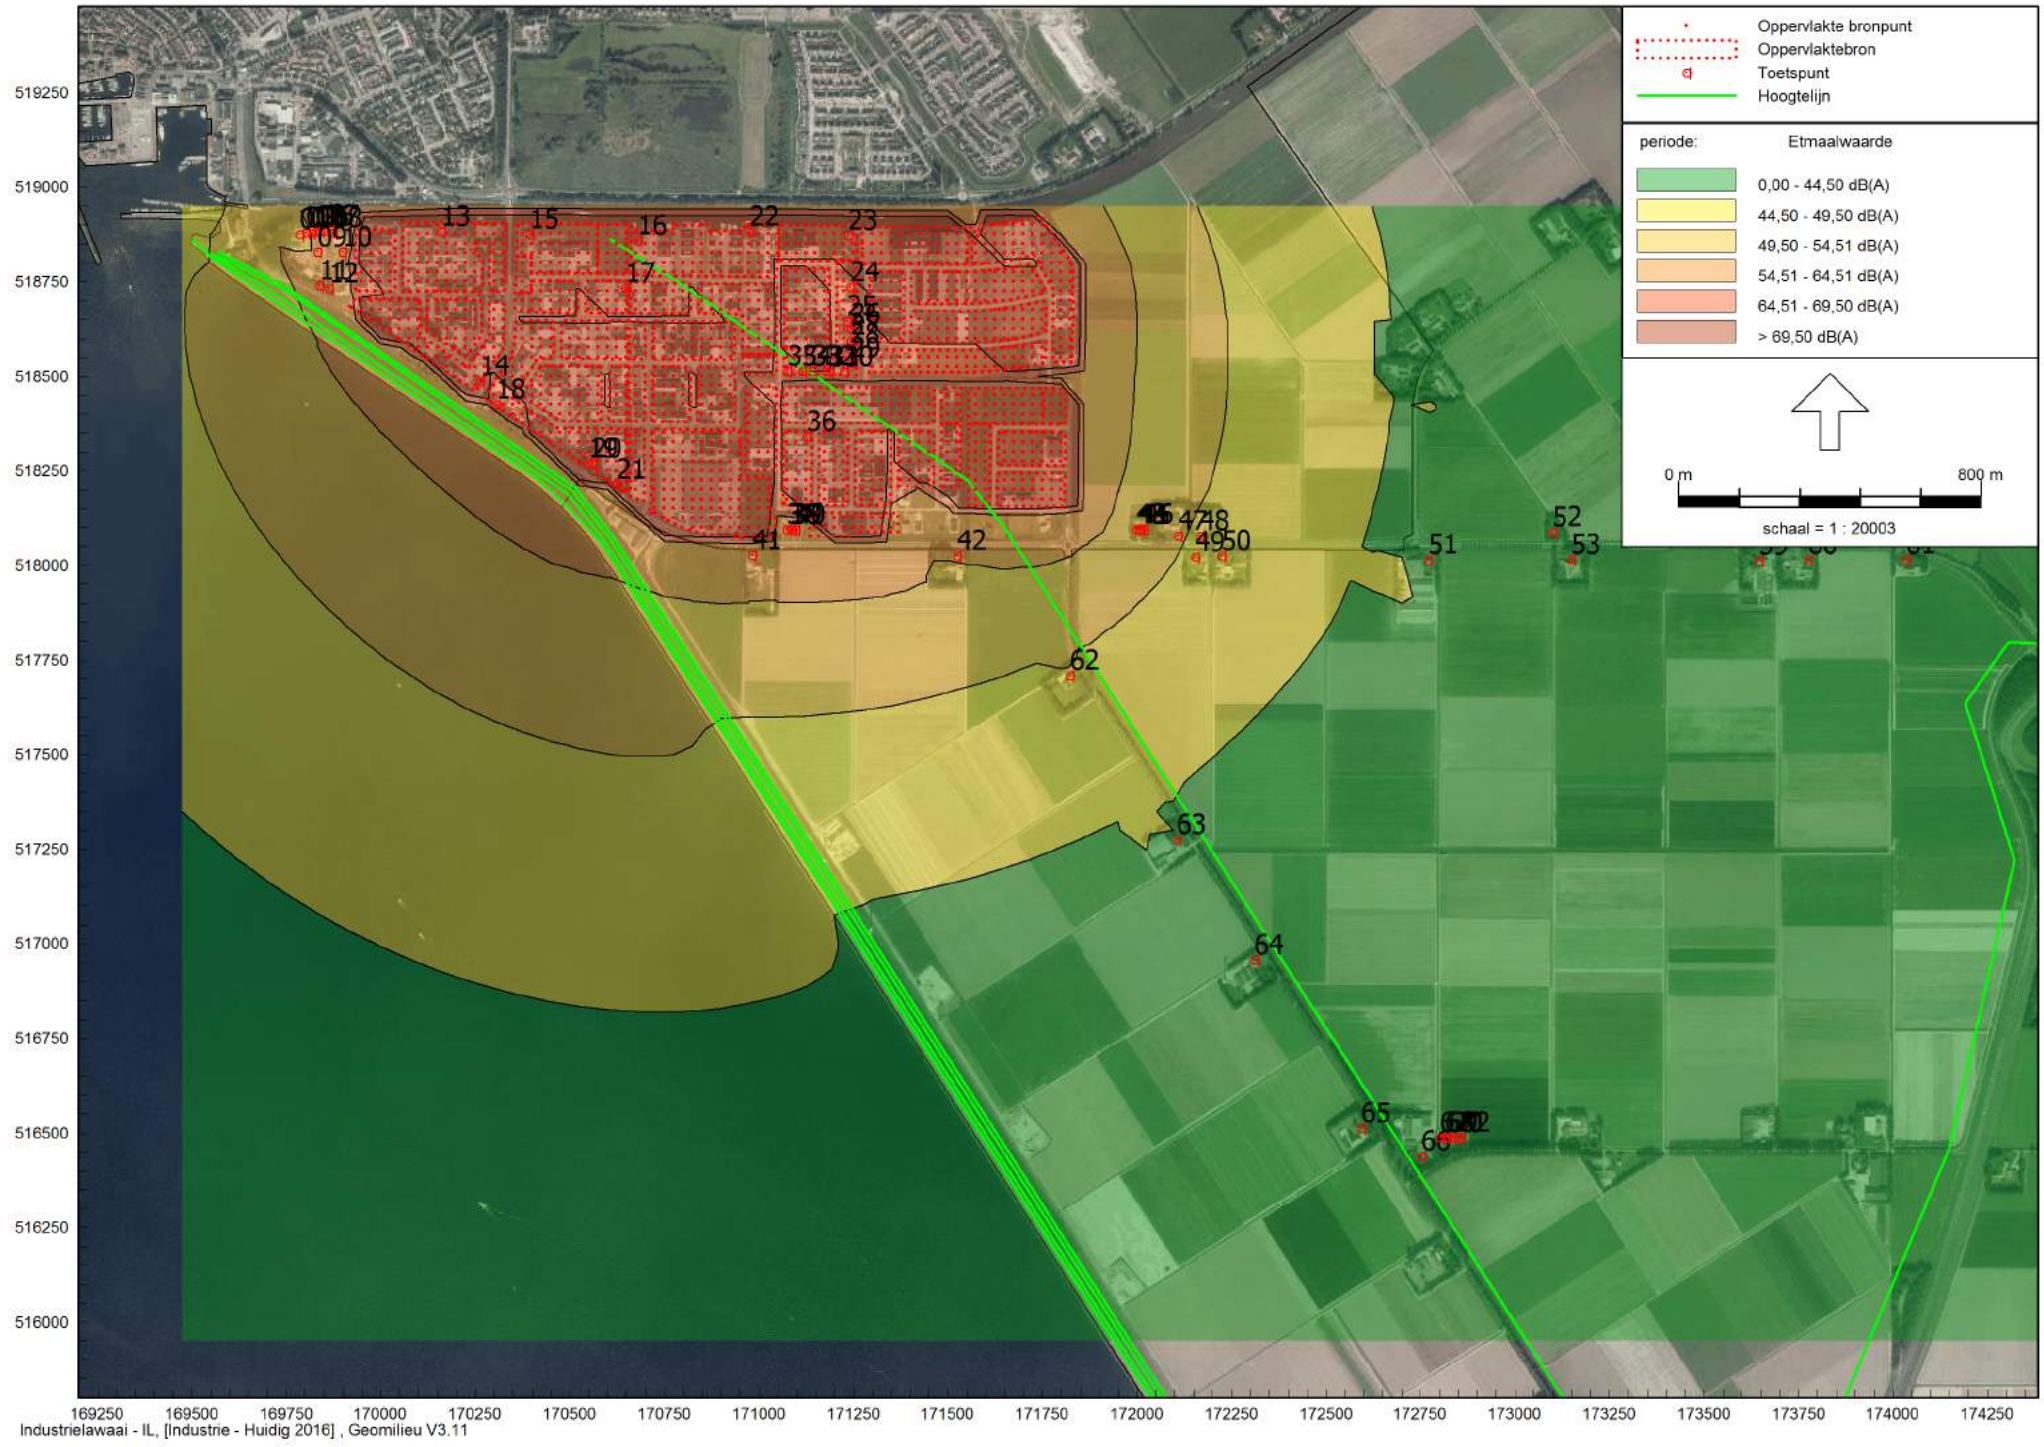 Oppervlakte bronpunt
Oppervlaktebron
Toetspunt
Hoogtelijn
periode: Etmaalwaarde
0,00 - 44,50 dB(A)
44,50 - 49,50 dB(A)
49,50 - 54,51 dB(A)
54,51 - 64,51 dB(A)
64,51 - 69,50 dB(A)
> 69,50 dB(A)
0 m 800 m
schaal = 1 : 20003
519250
519000
518750
518500
518250
518000
517750
517500
517250
517000
516750
516500
516250
516000
13 15 16 22 23
09 10
17 24
12
14
18
36
20
21
41 42
47 48
49 50
51
52
53
62
63
64
65
169250 169500 169750 170000 170250 170500 170750 171000 171250 171500 171750 172000 172250 172500 172750 173000 173250 173500 173750 174000 174250
Industrielawaai - IL, [Industrie - Huidig 2016] , Geomilieu V3.11